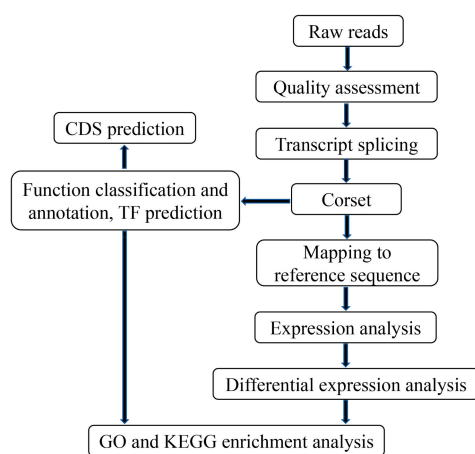 Raw reads
Quality assessment
CDS prediction
Transcript splicing
Function classification and
annotation, TF prediction
Corset
Mapping to
reference sequence
Expression analysis
Differential expression analysis
GO and KEGG enrichment analysis